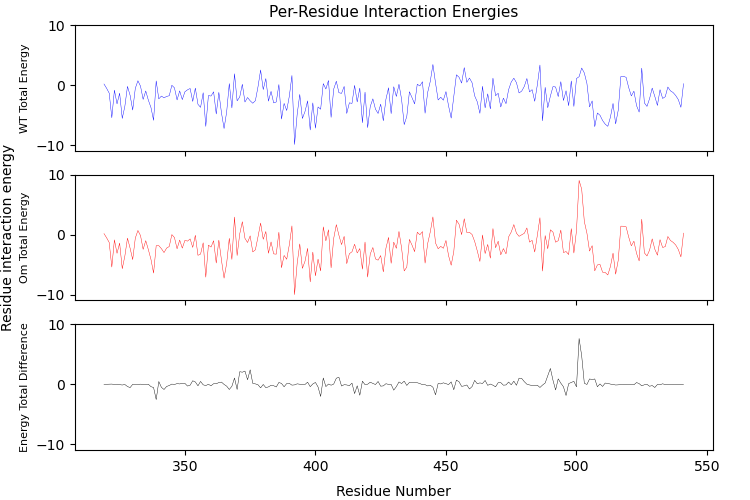 Per-Residue Interaction Energies
Residue interaction energy
WT Total Energy
10
0
−10
Om Total Energy
10
0
−10
Energy Total Difference
10
0
−10
350
400
450
500
550
Residue Number